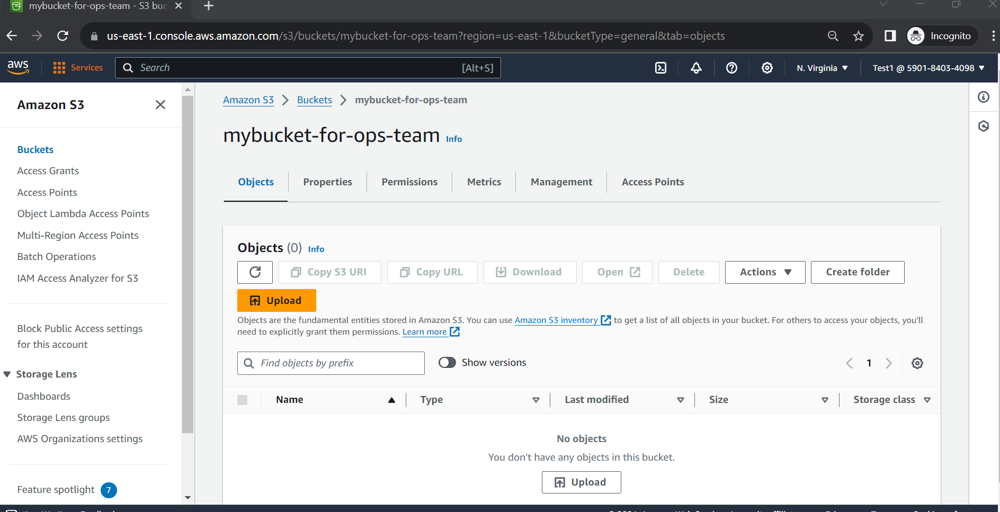 mybucket-for-ops-team - S3 buc
us-east-1.console.aws.amazon.com/s3/buckets/mybucket-for-ops-team?region=us-east-1&bucketType=general&tab=objects
Incognito
aws
Services
Search
[Alt+S]
N. Virginia
Test1 @ 5901-8403-4098
Amazon S3
Buckets
Access Grants
Access Points
Object Lambda Access Points
Multi-Region Access Points
Batch Operations
IAM Access Analyzer for S3
Block Public Access settings
for this account
Storage Lens
Dashboards
Storage Lens groups
AWS Organizations settings
Feature spotlight 7
Amazon S3 > Buckets > mybucket-for-ops-team
mybucket-for-ops-team Info
Objects Properties Permissions Metrics Management Access Points
Objects (0) Info
Copy S3 URI Copy URL Download Open Delete Actions Create folder
Upload
Objects are the fundamental entities stored in Amazon S3. You can use Amazon S3 inventory to get a list of all objects in your bucket. For others to access your objects, you'll
need to explicitly grant them permissions. Learn more
Find objects by prefix
Show versions
1
Name Type Last modified Size Storage class
No objects
You don't have any objects in this bucket.
Upload